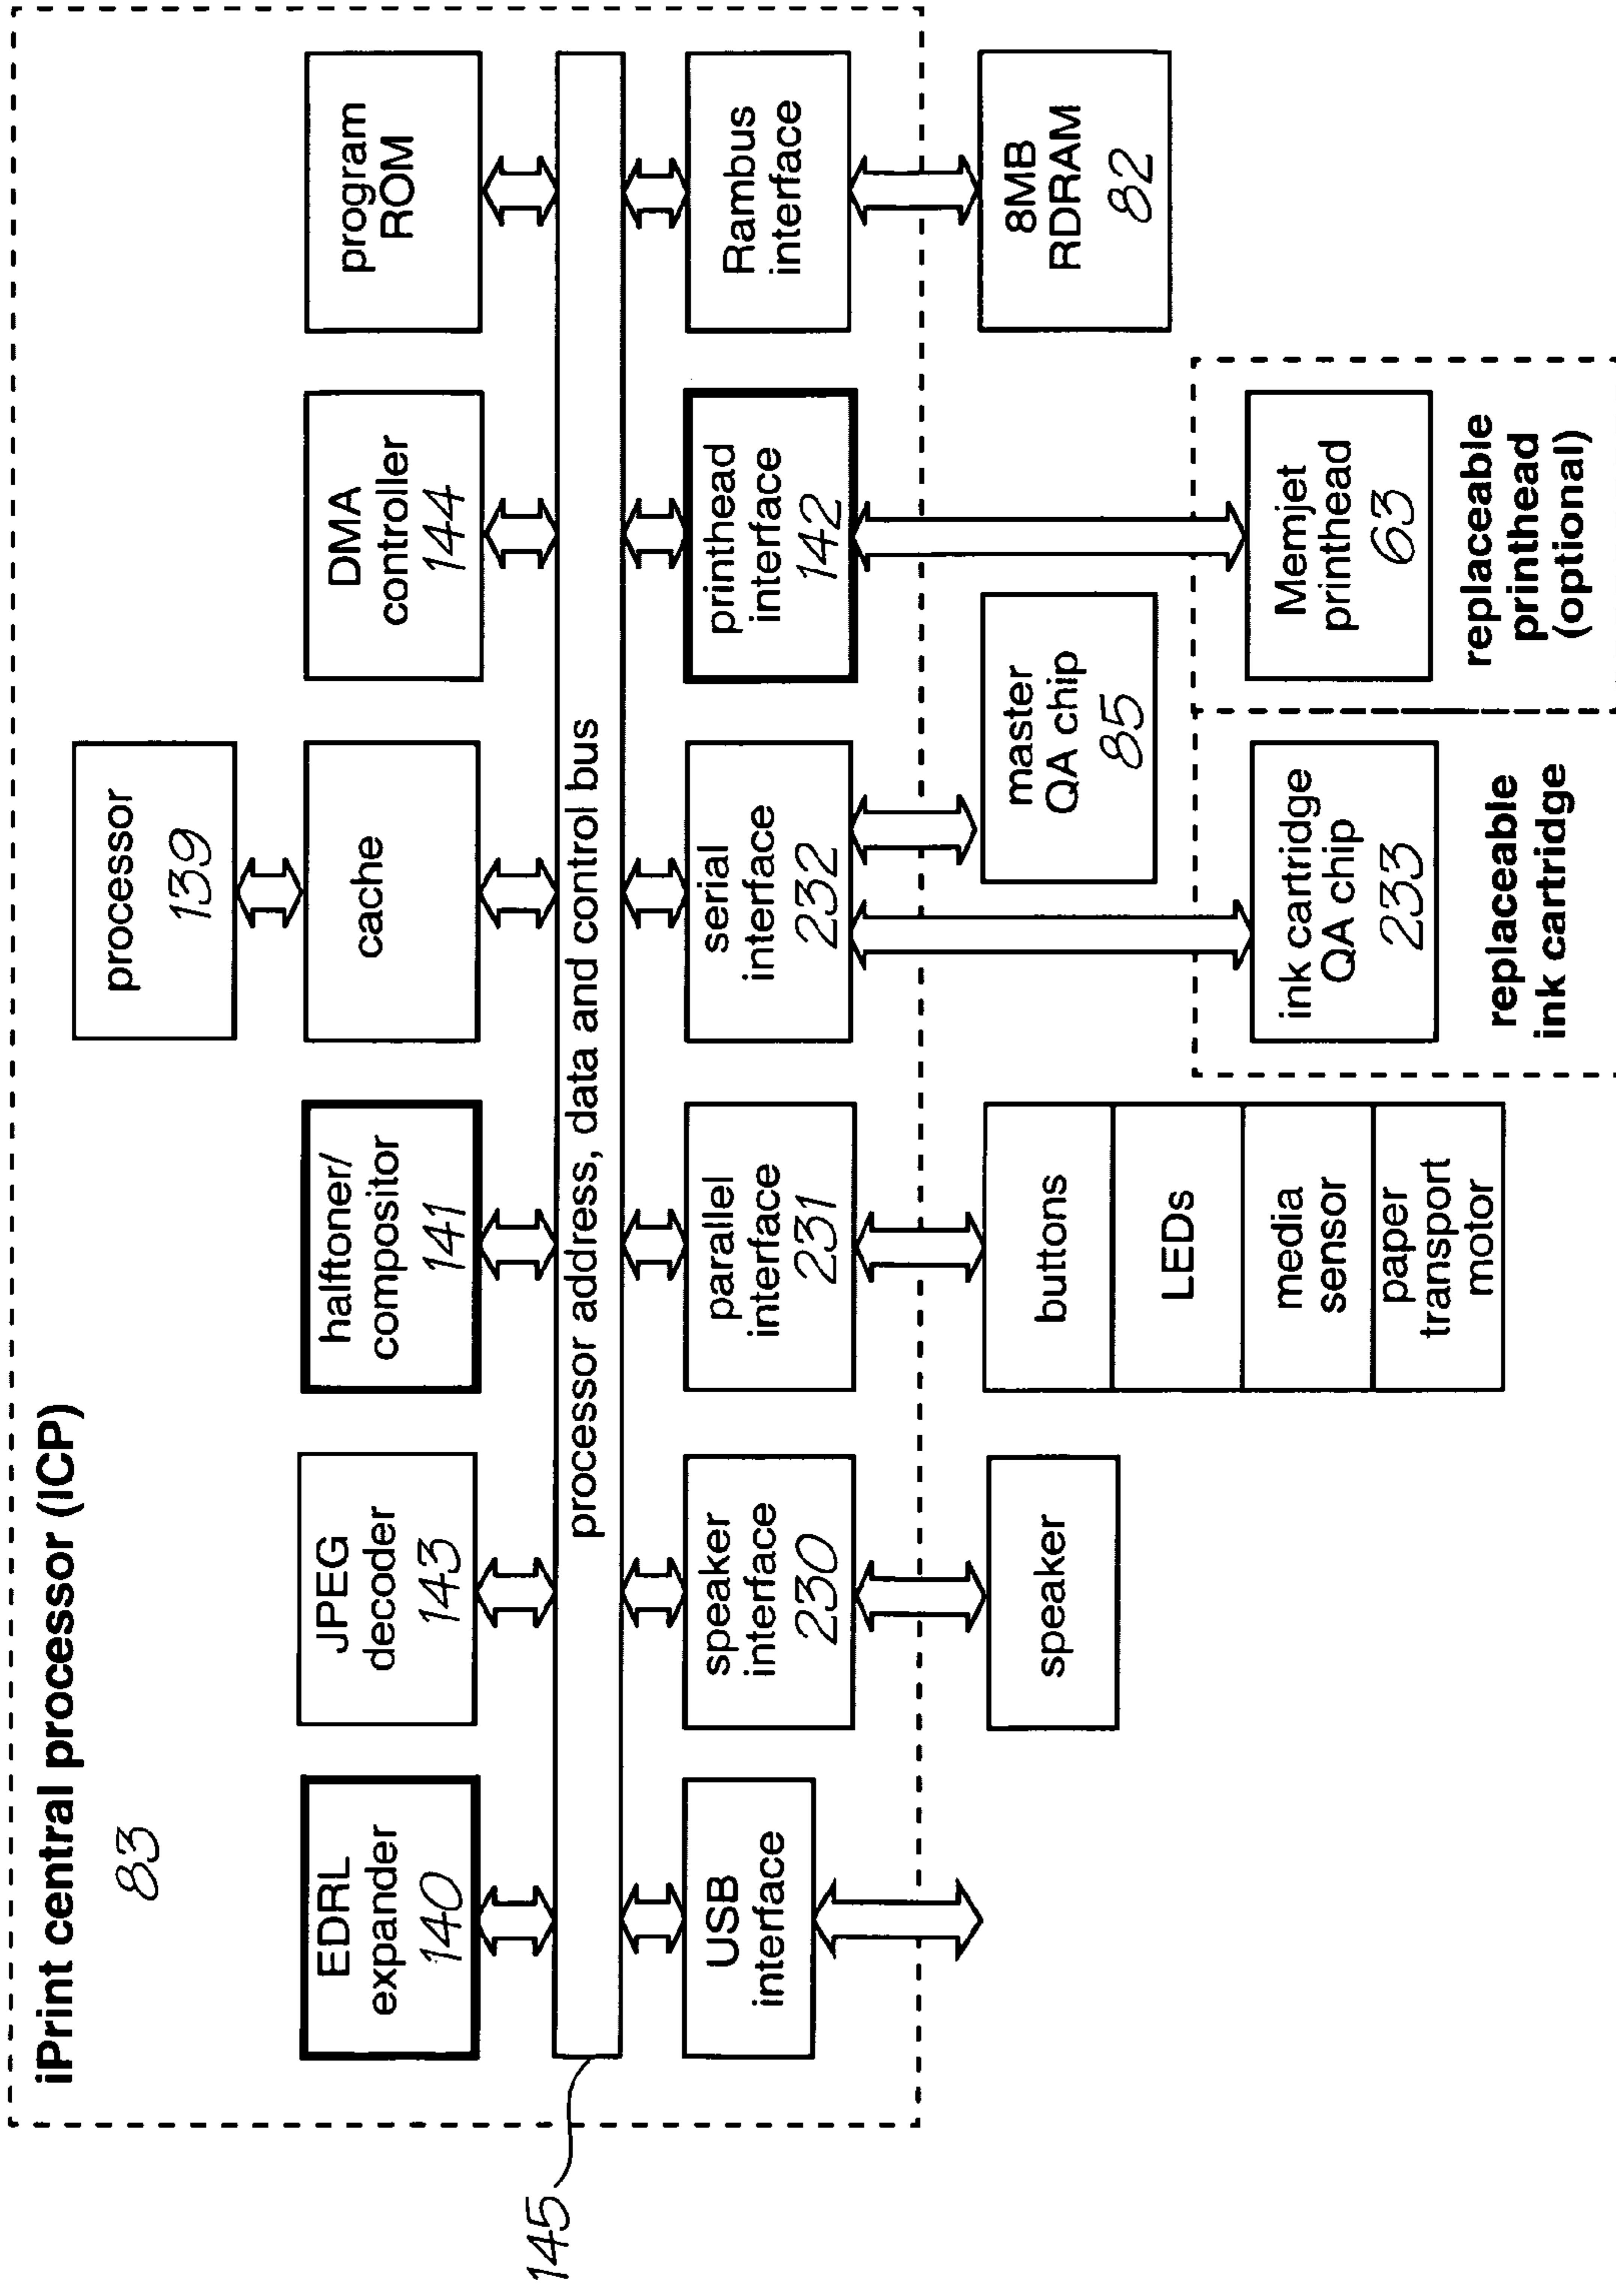 iPrint central processor (ICP)
83
processor
139
EDRL
expander
140
JPEG
decoder
143
halftoner/
compositor
141
cache
DMA
controller
144
program
ROM
145
processor address, data and control bus
USB
interface
speaker
interface
230
parallel
interface
231
serial
interface
232
printhead
interface
142
Rambus
interface
speaker
buttons
LEDs
media
sensor
paper
transport
motor
master
QA chip
85
8MB
RDRAM
82
ink cartridge
QA chip
233
replaceable
ink cartridge
Memjet
printhead
63
replaceable
printhead
(optional)